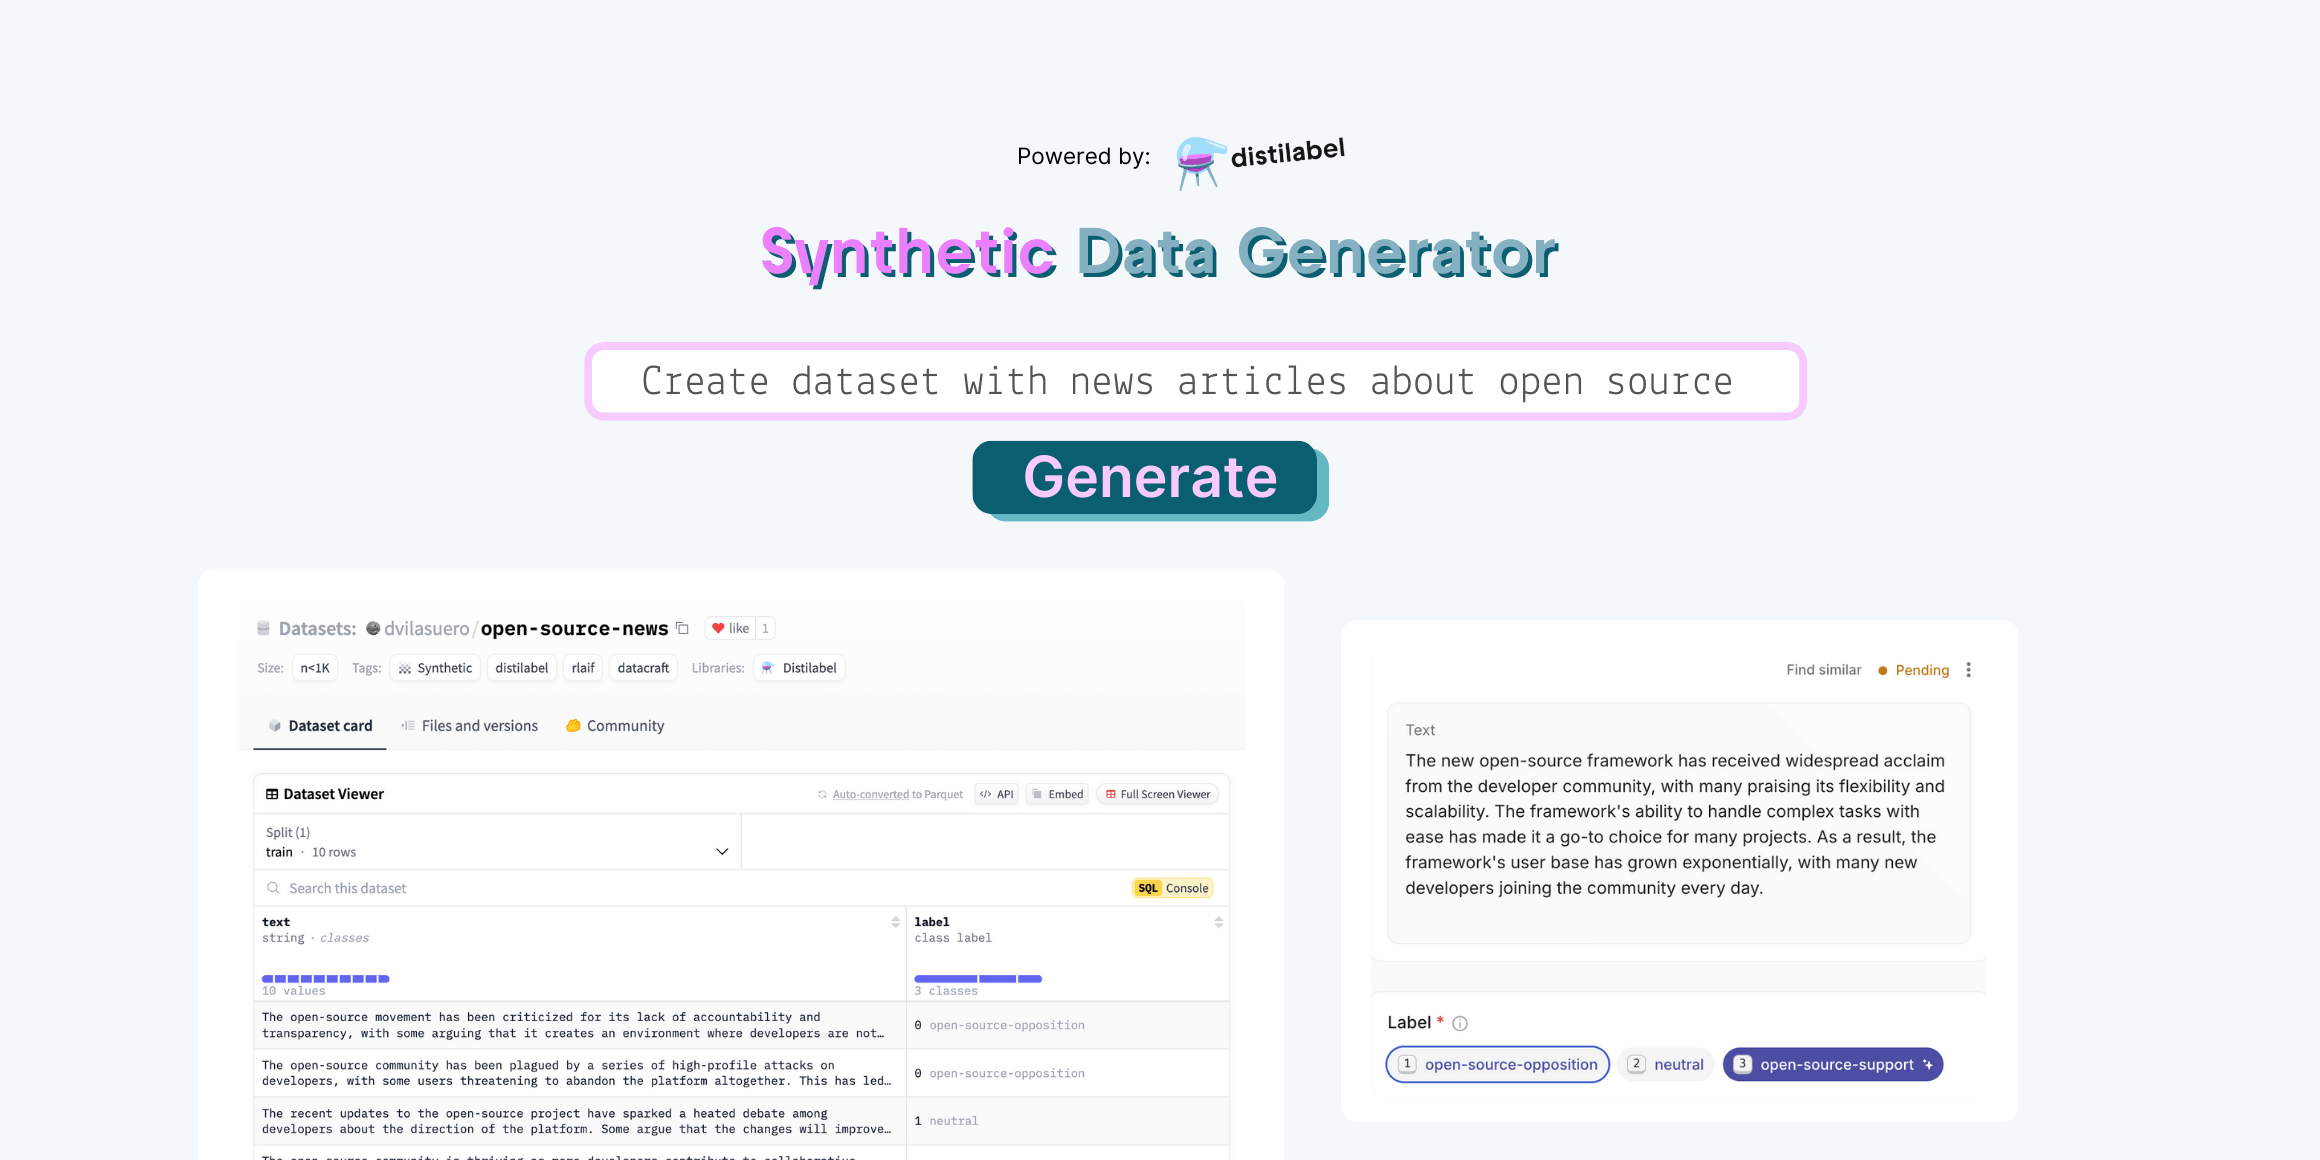 Powered by: distilabel
Synthetic Data Generator
Create dataset with news articles about open source
Generate
Datasets: dvilasuero/open-source-news like 1
Size: n<1K Tags: Synthetic distilabel rlaif datacraft Libraries: Distilabel
Dataset card Files and versions Community
Dataset Viewer Auto-converted to Parquet </> API Embed Full Screen Viewer
Split (1)
train · 10 rows
Search this dataset SQL Console
text label
string · classes class label
10 values 3 classes
The open-source movement has been criticized for its lack of accountability and
transparency, with some arguing that it creates an environment where developers are not…
0 open-source-opposition
The open-source community has been plagued by a series of high-profile attacks on
developers, with some users threatening to abandon the platform altogether. This has led…
0 open-source-opposition
The recent updates to the open-source project have sparked a heated debate among
developers about the direction of the platform. Some argue that the changes will improve…
1 neutral
The open-source community is thriving as more developers contribute to collaborative
Find similar Pending
Text
The new open-source framework has received widespread acclaim
from the developer community, with many praising its flexibility and
scalability. The framework's ability to handle complex tasks with
ease has made it a go-to choice for many projects. As a result, the
framework's user base has grown exponentially, with many new
developers joining the community every day.
Label *
1 open-source-opposition 2 neutral 3 open-source-support